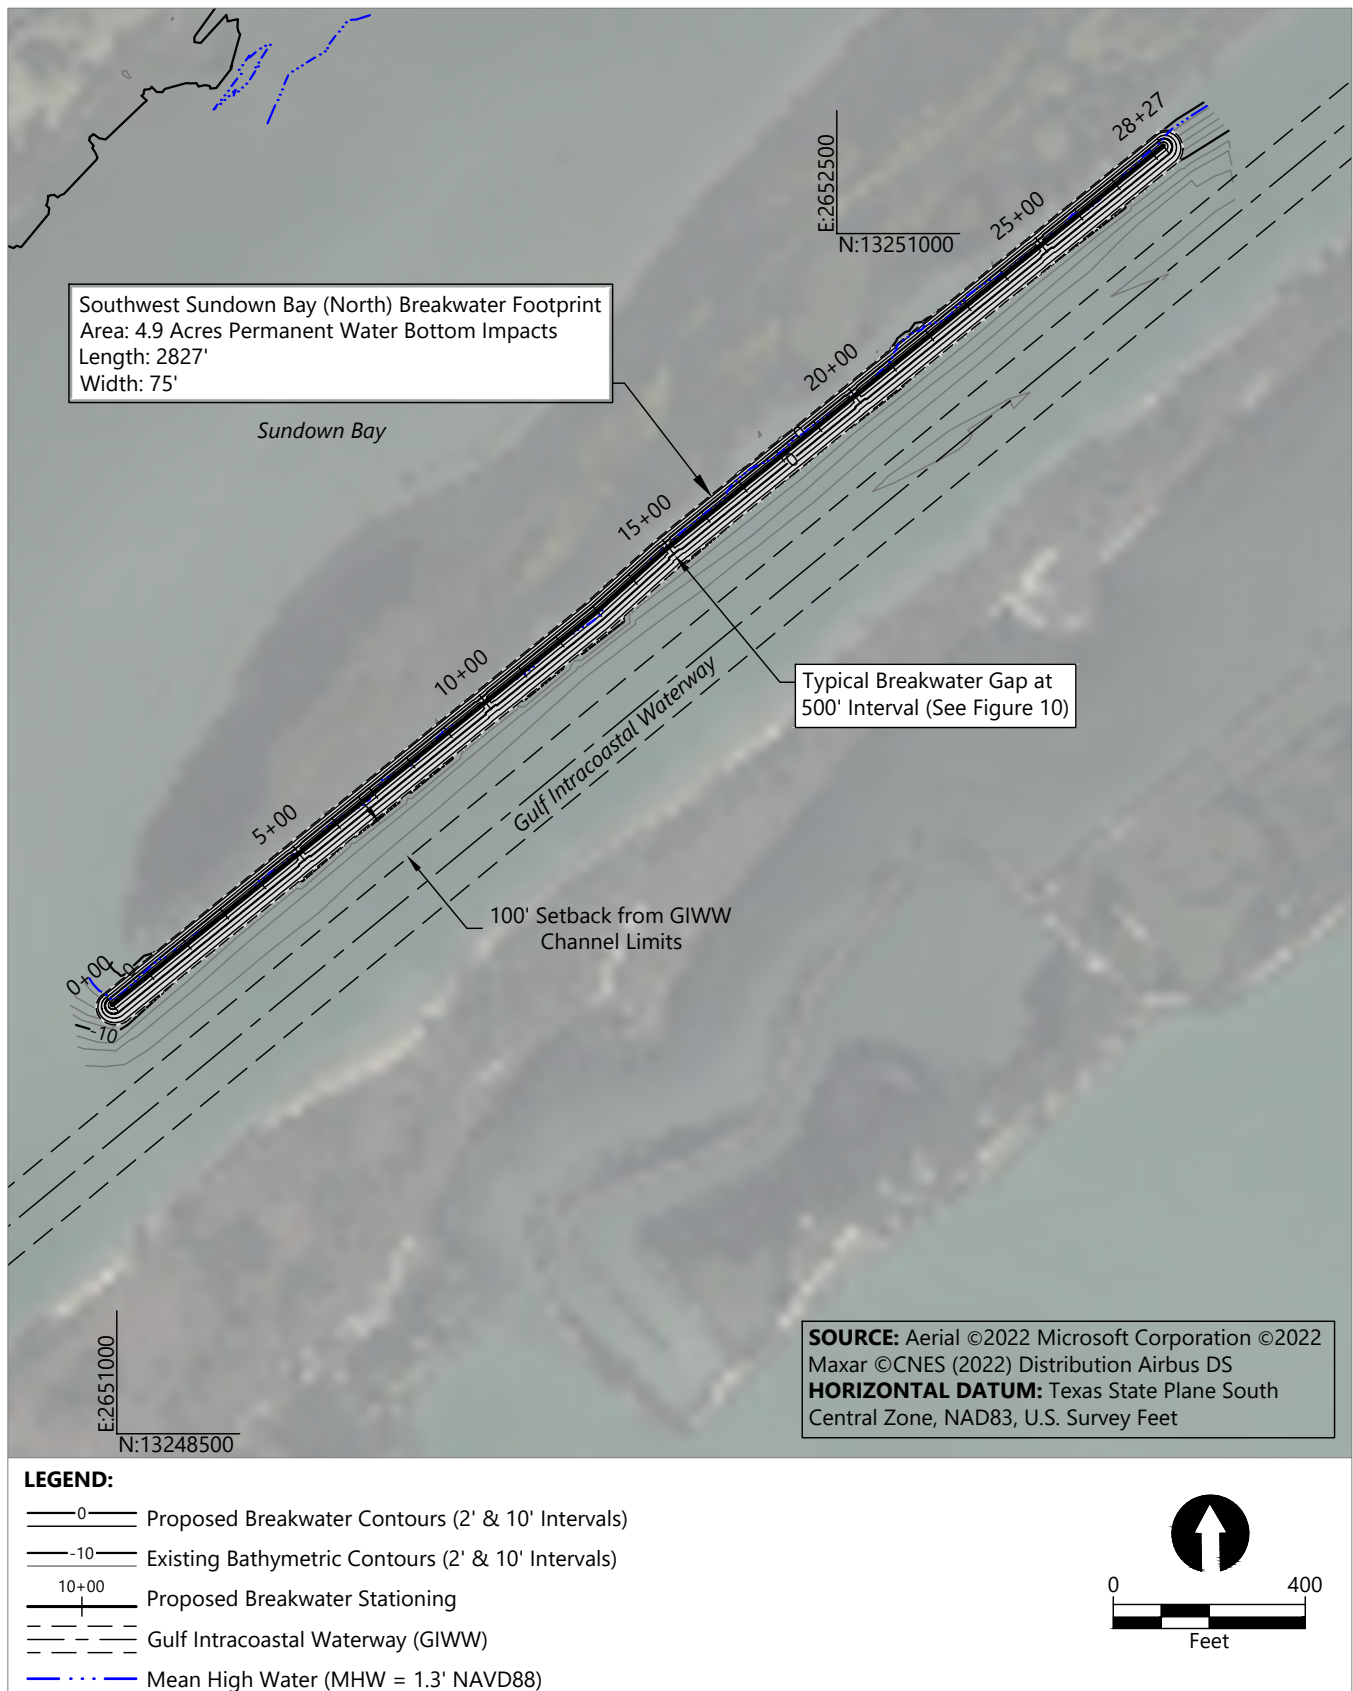 28+27
E:2652500
N:13251000
25+00
Southwest Sundown Bay (North) Breakwater Footprint
Area: 4.9 Acres Permanent Water Bottom Impacts
Length: 2827'
Width: 75'
20+00
Sundown Bay
0
15+00
10+00
Typical Breakwater Gap at
500' Interval (See Figure 10)
Gulf Intracoastal Waterway
5+00
100' Setback from GIWW
Channel Limits
0+00
0
-10
E:2651000
N:13248500
SOURCE: Aerial ©2022 Microsoft Corporation ©2022
Maxar ©CNES (2022) Distribution Airbus DS
HORIZONTAL DATUM: Texas State Plane South
Central Zone, NAD83, U.S. Survey Feet
LEGEND:
0 Proposed Breakwater Contours (2' & 10' Intervals)
-10 Existing Bathymetric Contours (2' & 10' Intervals)
10+00 Proposed Breakwater Stationing
Gulf Intracoastal Waterway (GIWW)
Mean High Water (MHW = 1.3' NAVD88)
0 400
Feet